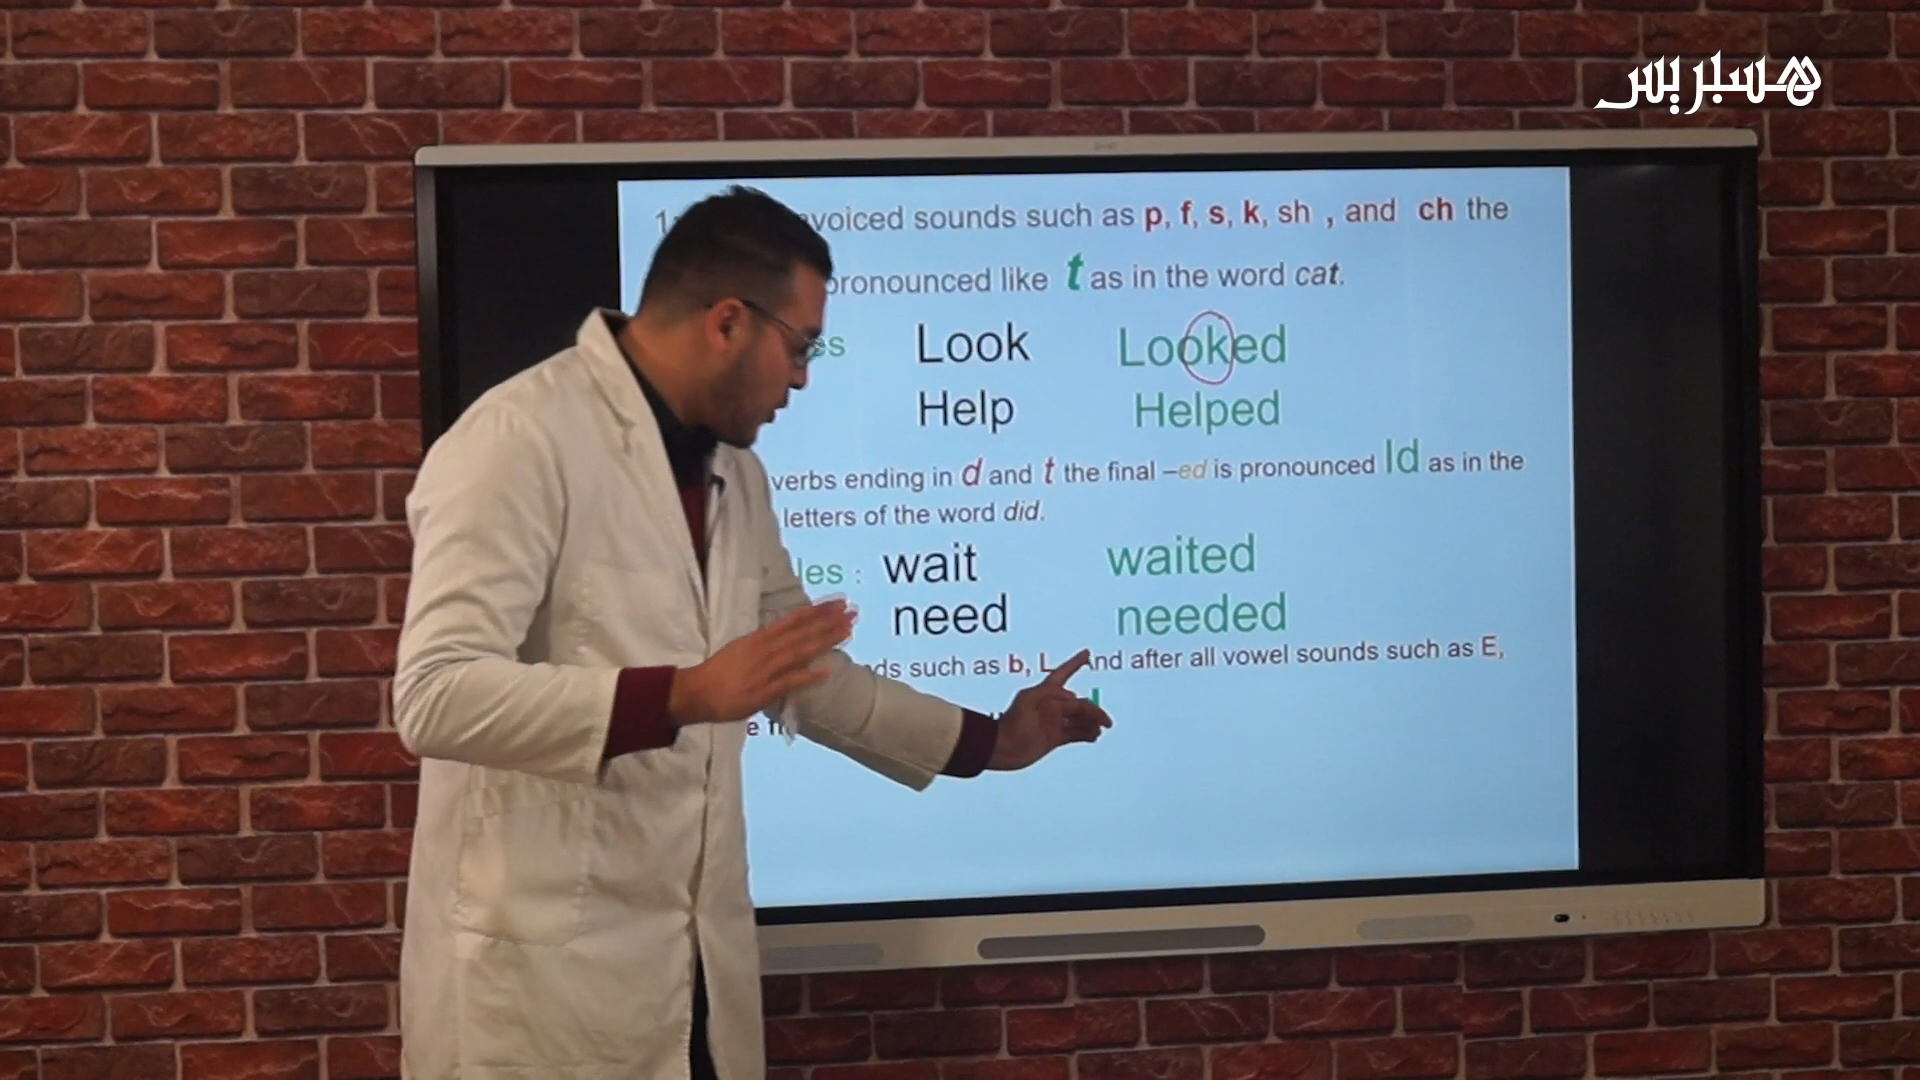 هسبريس
voiced sounds such as p, f, s, k, sh , and ch the
pronounced like t as in the word cat.
Look Looked
Help Helped
verbs ending in d and t the final –ed is pronounced Id as in the
letters of the word did.
wait waited
need needed
such as b, L And after all vowel sounds such as E,